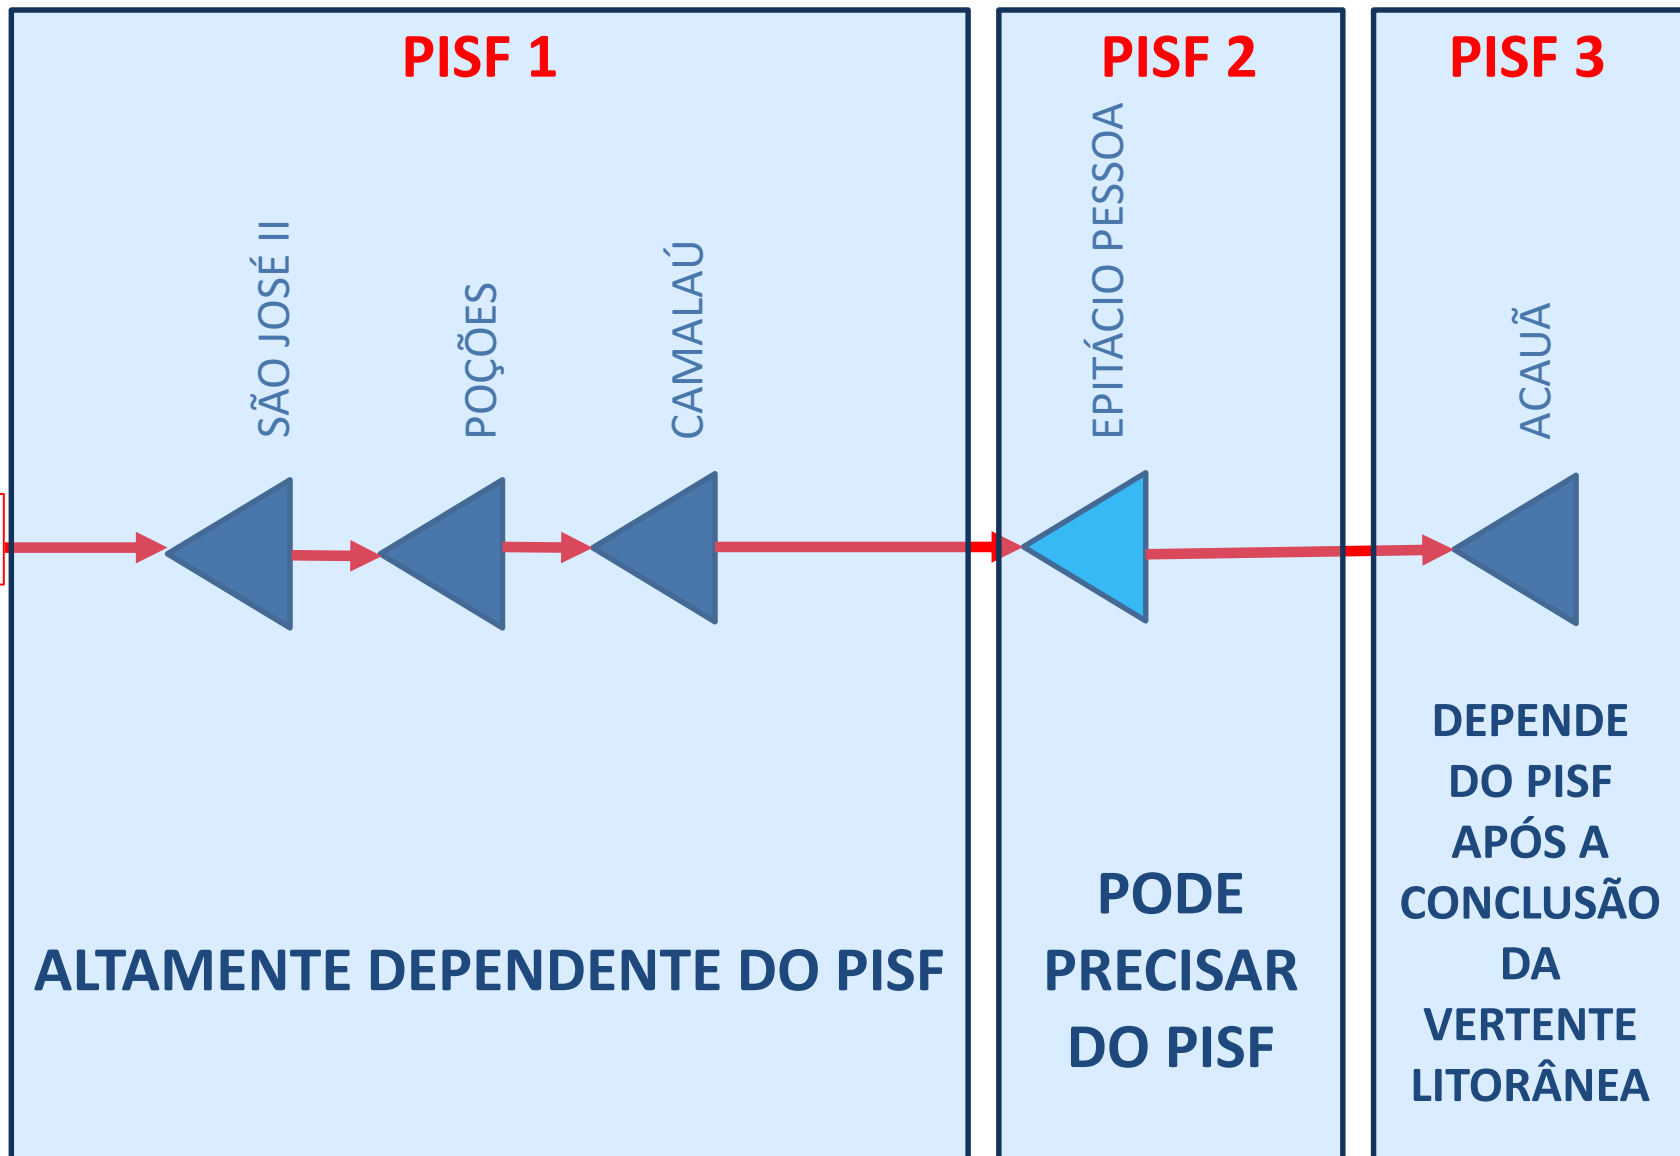 PISF 1
SÃO JOSÉ II
POÇÕES
CAMALAÚ
ALTAMENTE DEPENDENTE DO PISF
PISF 2
EPITÁCIO PESSOA
PODE
PRECISAR
DO PISF
PISF 3
ACAUÃ
DEPENDE
DO PISF
APÓS A
CONCLUSÃO
DA
VERTENTE
LITORÂNEA